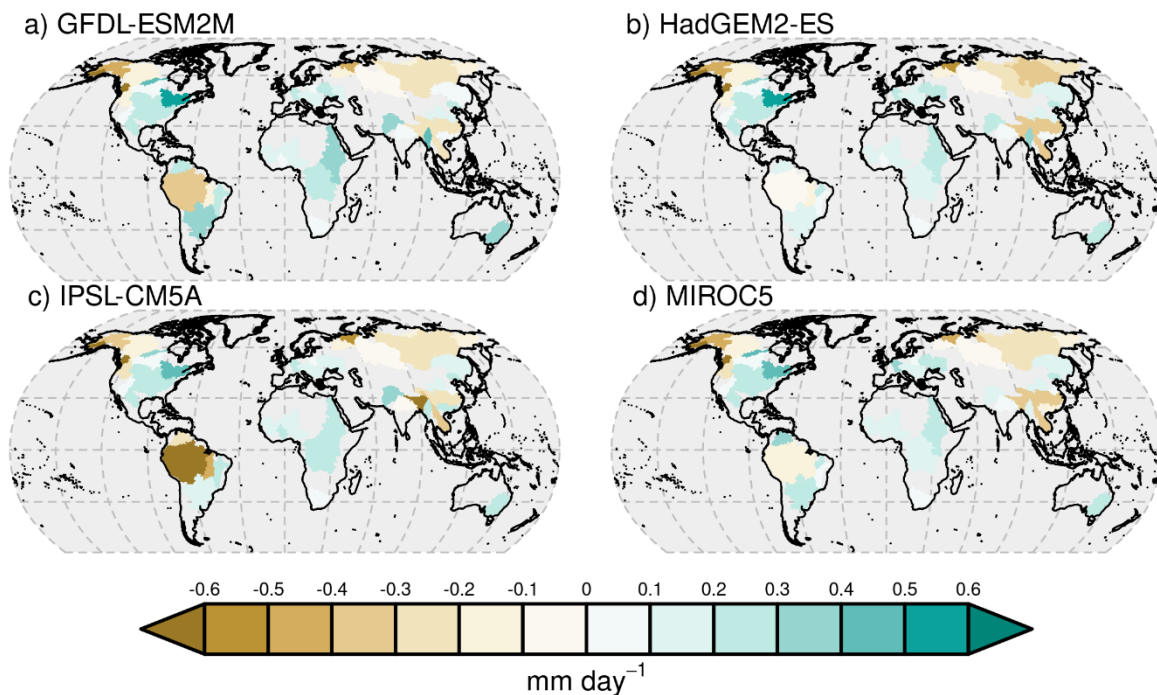 a) GFDL-ESM2M
b) HadGEM2-ES
c) IPSL-CM5A
d) MIROC5
-0.6 -0.5 -0.4 -0.3 -0.2 -0.1 0 0.1 0.2 0.3 0.4 0.5 0.6
mm day⁻¹